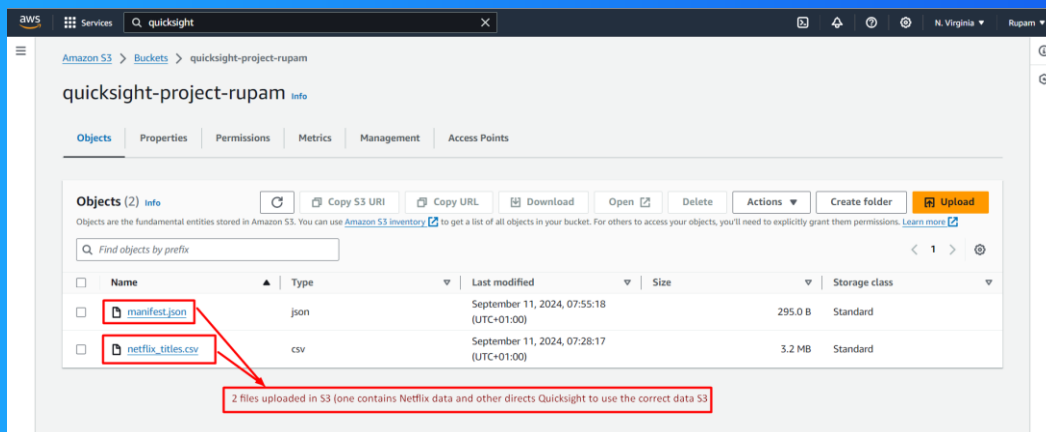 aws
Services
quicksight
N. Virginia
Rupam
Amazon S3 > Buckets > quicksight-project-rupam
quicksight-project-rupam Info
Objects Properties Permissions Metrics Management Access Points
Objects (2) Info
Copy S3 URI Copy URL Download Open Delete Actions Create folder Upload
Objects are the fundamental entities stored in Amazon S3. You can use Amazon S3 inventory to get a list of all objects in your bucket. For others to access your objects, you'll need to explicitly grant them permissions. Learn more
Find objects by prefix
1
Name Type Last modified Size Storage class
manifest.json json September 11, 2024, 07:55:18 (UTC+01:00) 295.0 B Standard
netflix_titles.csv csv September 11, 2024, 07:28:17 (UTC+01:00) 3.2 MB Standard
2 files uploaded in S3 (one contains Netflix data and other directs Quicksight to use the correct data S3